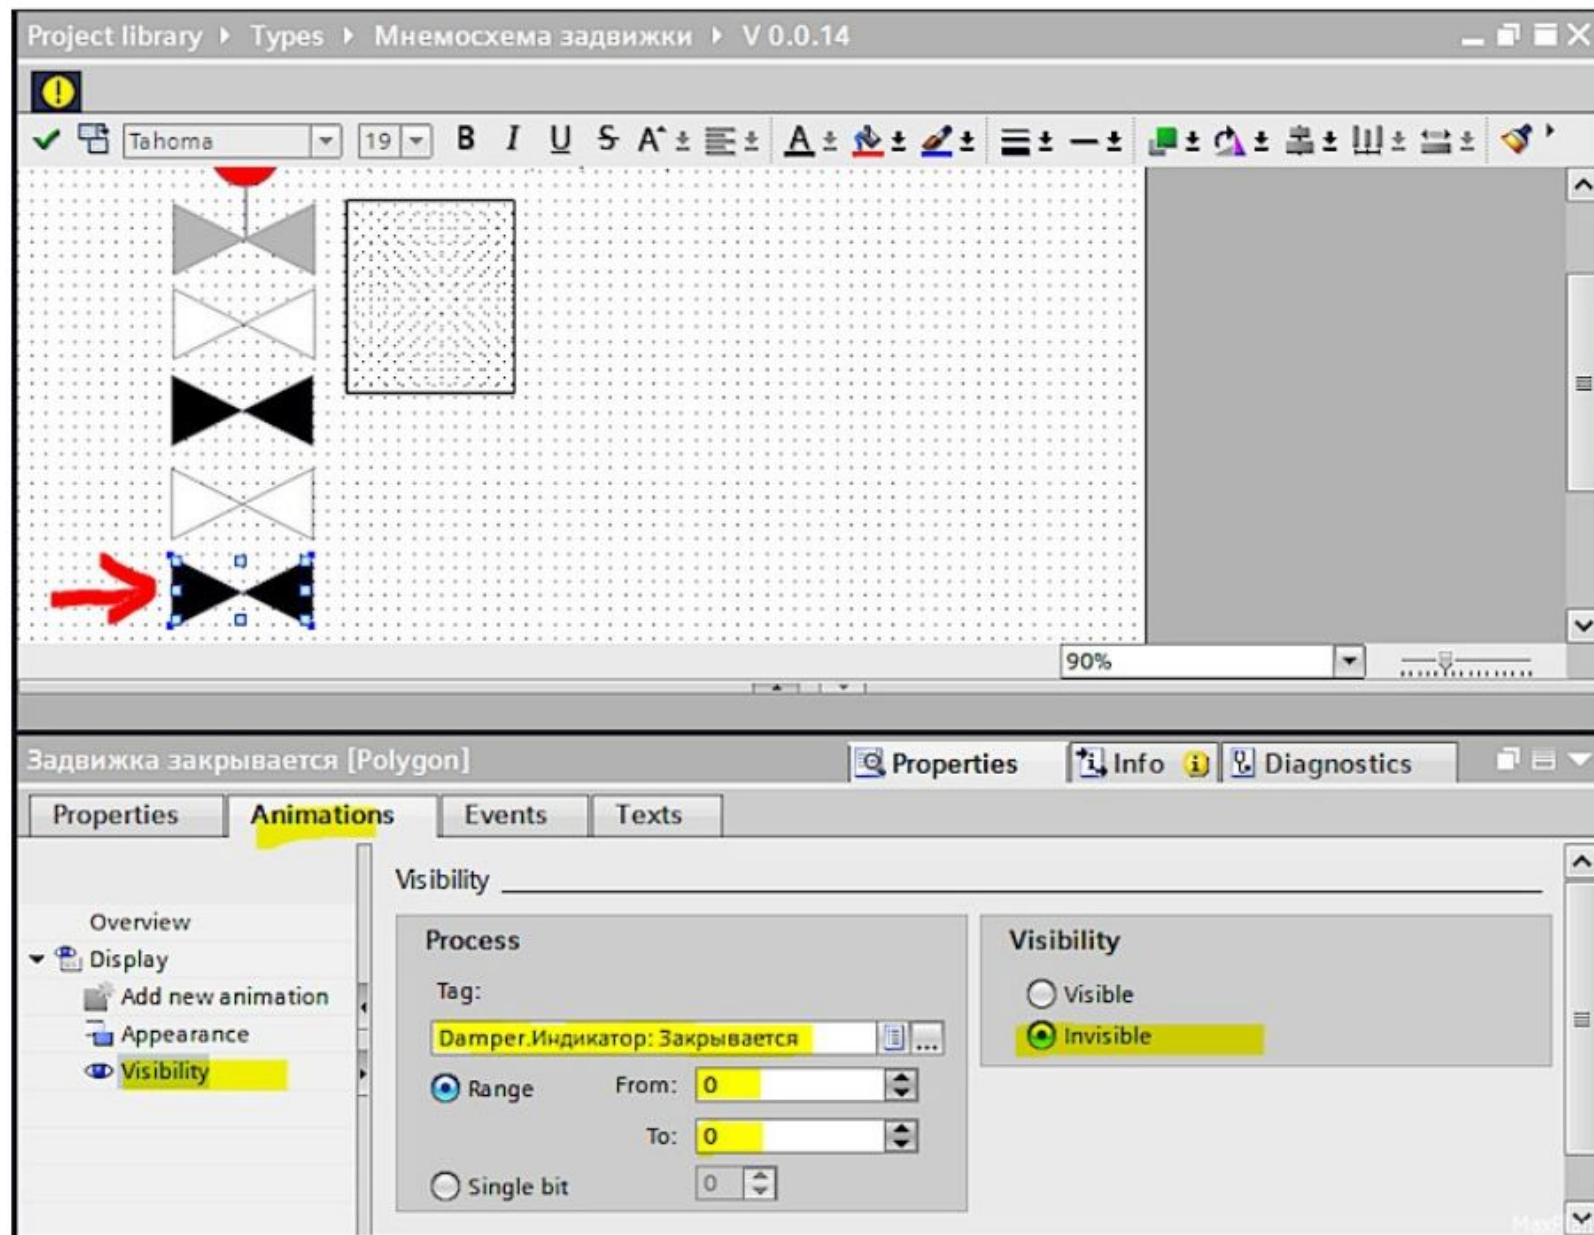 Project library ▸ Types ▸ Мнемосхема задвижки ▸ V 0.0.14
Tahoma 19 B I U S A A
90%
Задвижка закрывается [Polygon] Properties Info Diagnostics
Properties Animations Events Texts
Visibility
Overview
Display
Add new animation
Appearance
Visibility
Process
Tag:
Damper.Индикатор: Закрывается ...
Range From: 0
To: 0
Single bit 0
Visibility
Visible
Invisible